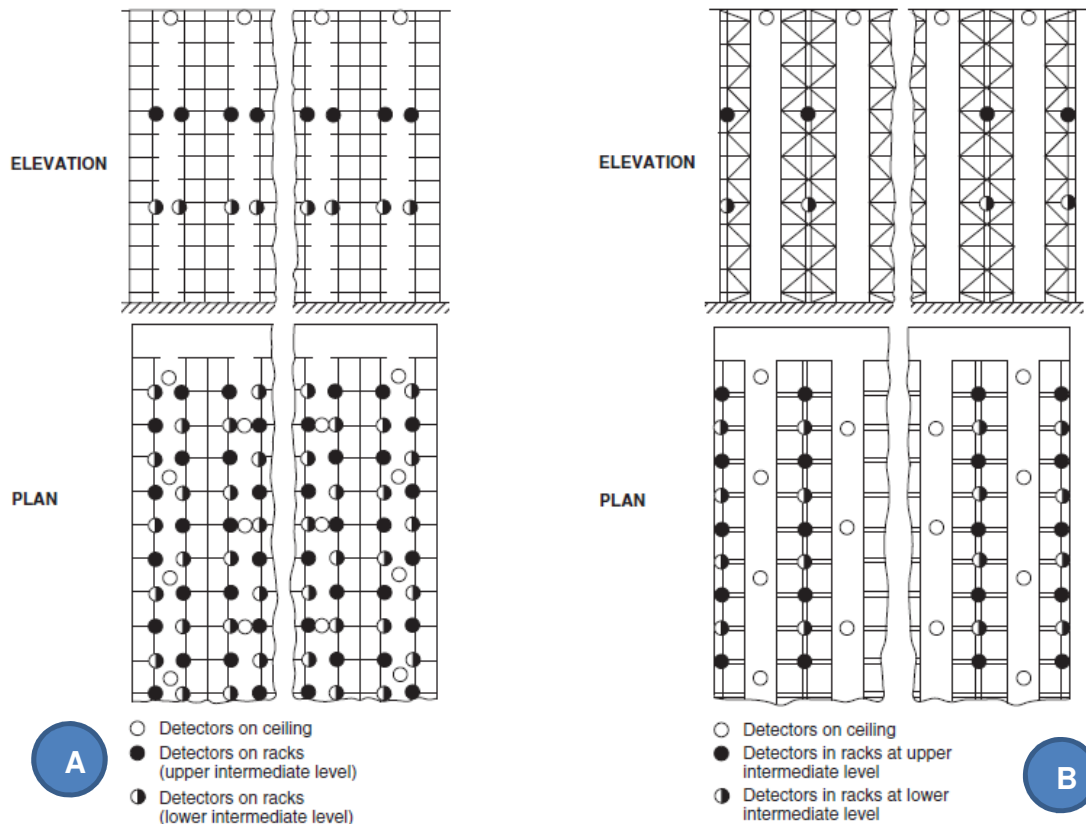 ELEVATION
PLAN
Detectors on ceiling
Detectors on racks
(upper intermediate level)
Detectors on racks
(lower intermediate level)
A
ELEVATION
PLAN
Detectors on ceiling
Detectors in racks at upper
intermediate level
Detectors in racks at lower
intermediate level
B